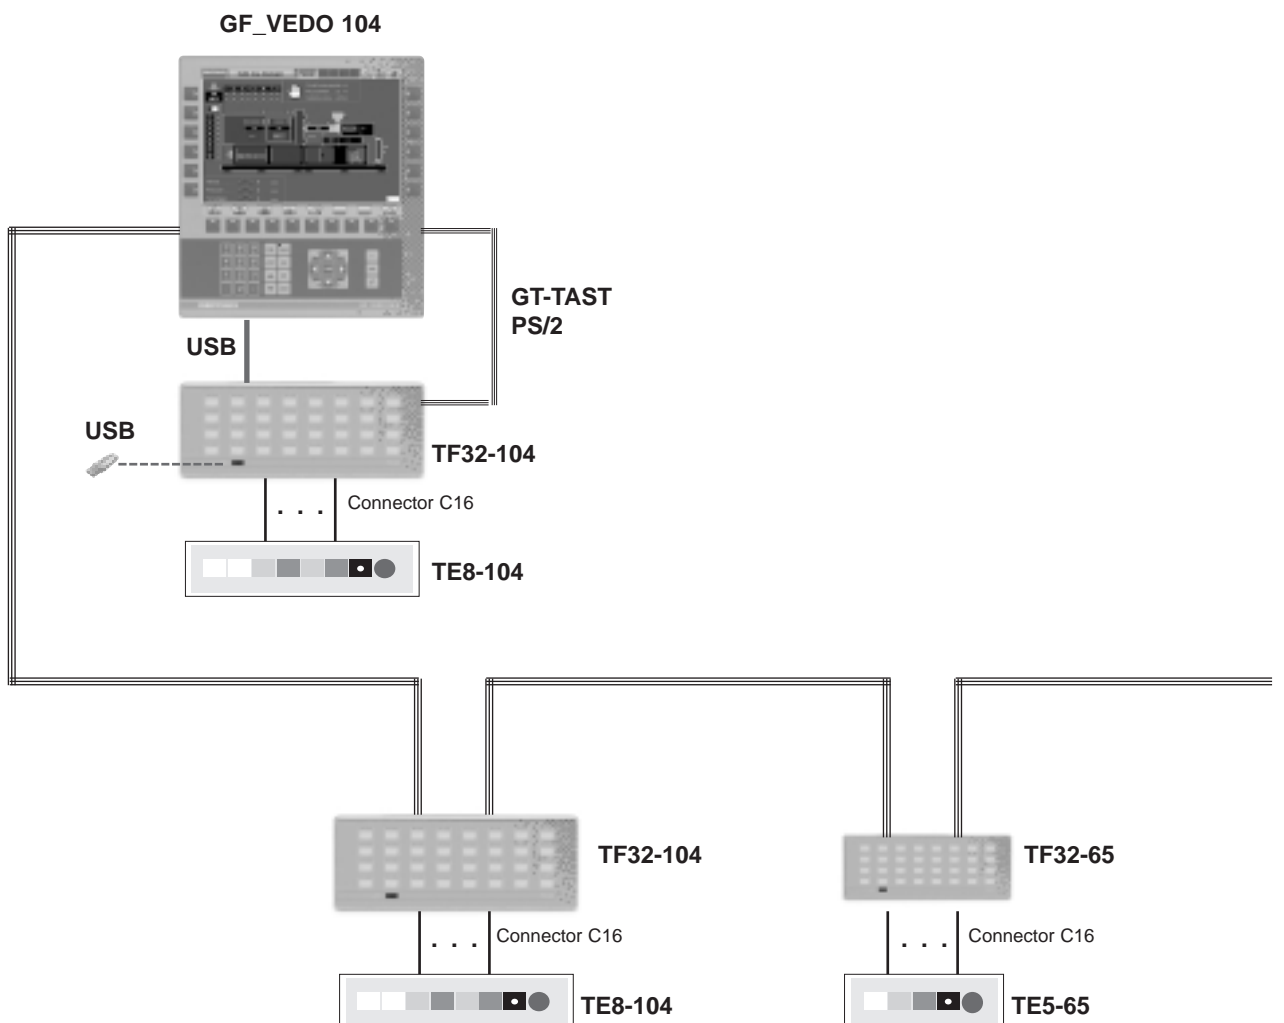 GF_VEDO 104
GT-TAST
PS/2
USB
USB
TF32-104
Connector C16
. . .
TE8-104
TF32-104
TF32-65
Connector C16
. . .
Connector C16
. . .
TE8-104
TE5-65